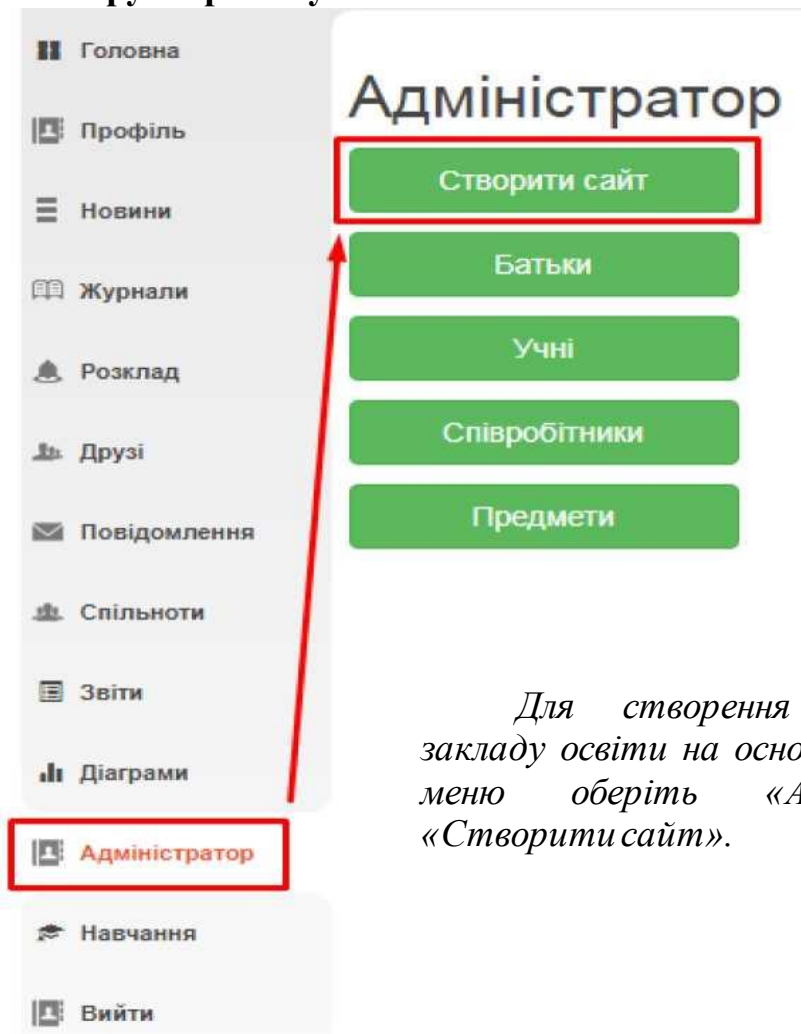 Головна
Профіль
Новини
Журнали
Розклад
Друзі
Повідомлення
Спільноти
Звіти
Діаграми
Адміністратор
Навчання
Вийти
Адміністратор
Створити сайт
Батьки
Учні
Співробітники
Предмети
Для створення
закладу освіти на осно
меню оберіть «А
«Створити сайт».